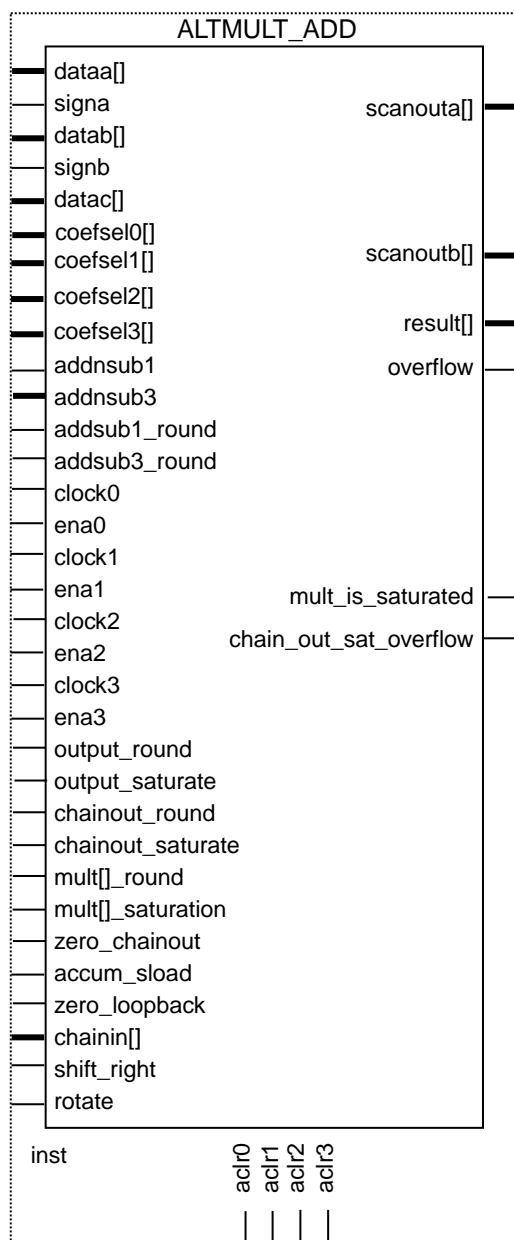 ALTMULT_ADD
dataa[]
signa
datab[]
signb
datac[]
coefsel0[]
coefsel1[]
coefsel2[]
coefsel3[]
addnsub1
addnsub3
addsub1_round
addsub3_round
clock0
ena0
clock1
ena1
clock2
ena2
clock3
ena3
output_round
output_saturate
chainout_round
chainout_saturate
mult[]_round
mult[]_saturation
zero_chainout
accum_sload
zero_loopback
chainin[]
shift_right
rotate
scanouta[]
scanoutb[]
result[]
overflow
mult_is_saturated
chain_out_sat_overflow
inst
aclr0
aclr1
aclr2
aclr3